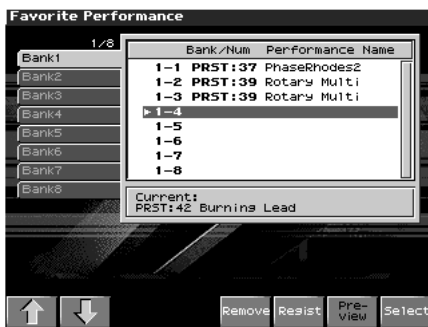 Favorite Performance
1/8
Bank1
Bank2
Bank3
Bank4
Bank5
Bank6
Bank7
Bank8
Bank/Num Performance Name
1-1 PRST:37 PhaseRhodes2
1-2 PRST:39 Rotary Multi
1-3 PRST:39 Rotary Multi
1-4
1-5
1-6
1-7
1-8
Current:
PRST:42 Burning Lead
Remove Regist Pre-view Select